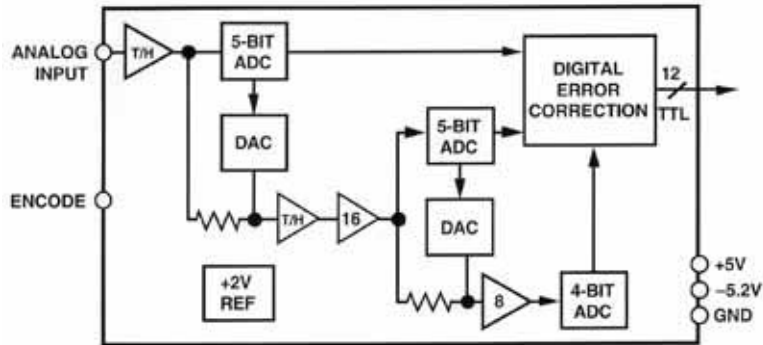 ANALOG
INPUT
T/H
5-BIT
ADC
DIGITAL
ERROR
CORRECTION
12
TTL
DAC
5-BIT
ADC
ENCODE
T/H
16
DAC
+2V
REF
8
4-BIT
ADC
+5V
–5.2V
GND